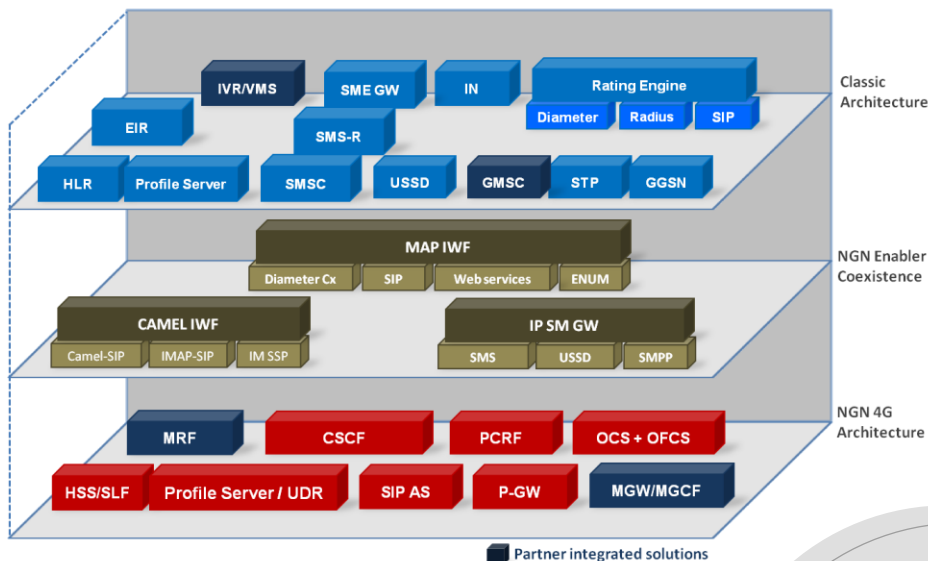 IVR/VMS
SME GW
IN
Rating Engine
Diameter
Radius
SIP
Classic
Architecture
EIR
SMS-R
HLR
Profile Server
SMSC
USSD
GMSC
STP
GGSN
MAP IWF
Diameter Cx
SIP
Web services
ENUM
NGN Enabler
Coexistence
CAMEL IWF
Camel-SIP
IMAP-SIP
IM SSP
IP SM GW
SMS
USSD
SMPP
NGN 4G
Architecture
MRF
CSCF
PCRF
OCS + OFCS
HSS/SLF
Profile Server / UDR
SIP AS
P-GW
MGW/MGCF
Partner integrated solutions